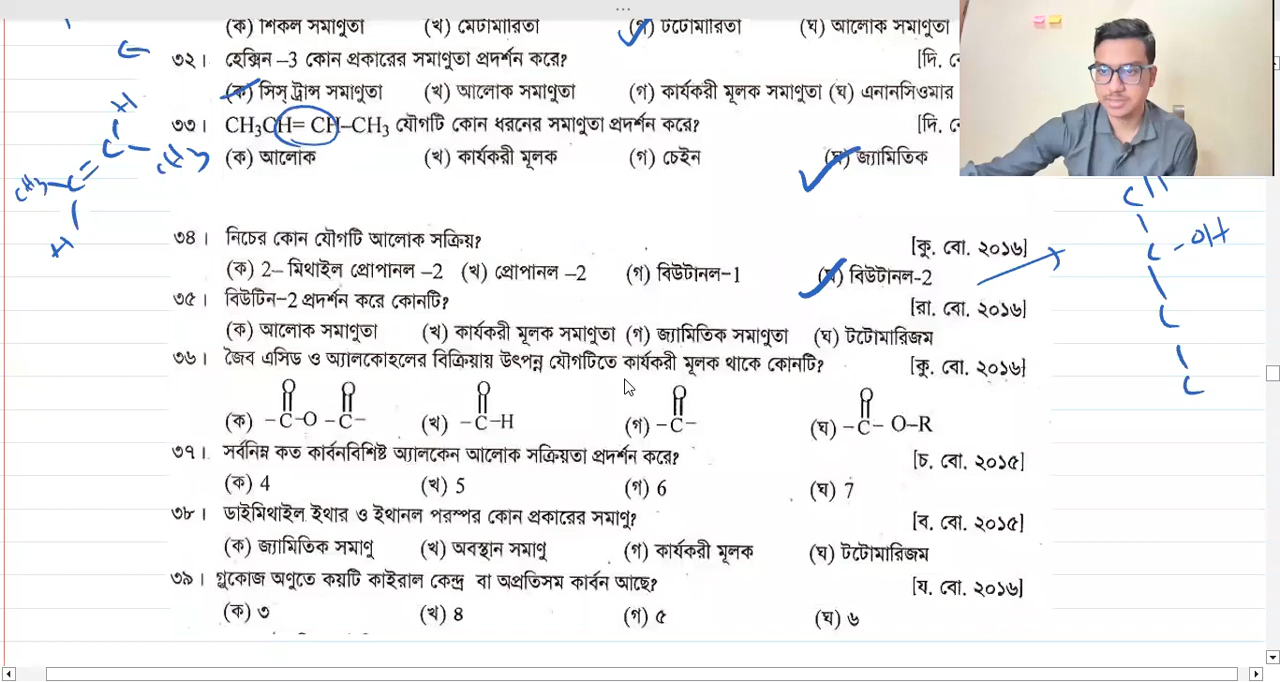 (ক) শিকল সমাণুতা (খ) মেটামারিতা (গ) টটোমারিতা (ঘ) আলোক সমাণুতা
৩২। হেক্সিন –3 কোন প্রকারের সমাণুতা প্রদর্শন করে? [দি. বো
(ক) সিস্ ট্রান্স সমাণুতা (খ) আলোক সমাণুতা (গ) কার্যকরী মূলক সমাণুতা (ঘ) এনানসিওমার
৩৩। CH3CH= CH–CH3 যৌগটি কোন ধরনের সমাণুতা প্রদর্শন করে? [দি. বো
(ক) আলোক (খ) কার্যকরী মূলক (গ) চেইন (ঘ) জ্যামিতিক
H
C CH3
CH3 C
H
CH
C -OH
C
C
৩৪। নিচের কোন যৌগটি আলোক সক্রিয়? [কু. বো. ২০১৬]
(ক) 2– মিথাইল প্রোপানল –2 (খ) প্রোপানল –2 (গ) বিউটানল–1 (ঘ) বিউটানল-2
৩৫। বিউটিন–2 প্রদর্শন করে কোনটি? [রা. বো. ২০১৬]
(ক) আলোক সমাণুতা (খ) কার্যকরী মূলক সমাণুতা (গ) জ্যামিতিক সমাণুতা (ঘ) টটোমারিজম
৩৬। জৈব এসিড ও অ্যালকোহলের বিক্রিয়ায় উৎপন্ন যৌগটিতে কার্যকরী মূলক থাকে কোনটি? [কু. বো. ২০১৬]
O O O O O
(ক) –C–O –C– (খ) –C–H (গ) –C– (ঘ) –C– O–R
৩৭। সর্বনিম্ন কত কার্বনবিশিষ্ট অ্যালকেন আলোক সক্রিয়তা প্রদর্শন করে? [চ. বো. ২০১৫]
(ক) 4 (খ) 5 (গ) 6 (ঘ) 7
৩৮। ডাইমিথাইল ইথার ও ইথানল পরস্পর কোন প্রকারের সমাণু? [ব. বো. ২০১৫]
(ক) জ্যামিতিক সমাণু (খ) অবস্থান সমাণু (গ) কার্যকরী মূলক (ঘ) টটোমারিজম
৩৯। গ্লুকোজ অণুতে কয়টি কাইরাল কেন্দ্র বা অপ্রতিসম কার্বন আছে? [য. বো. ২০১৬]
(ক) ৩ (খ) 8 (গ) ৫ (ঘ) ৬